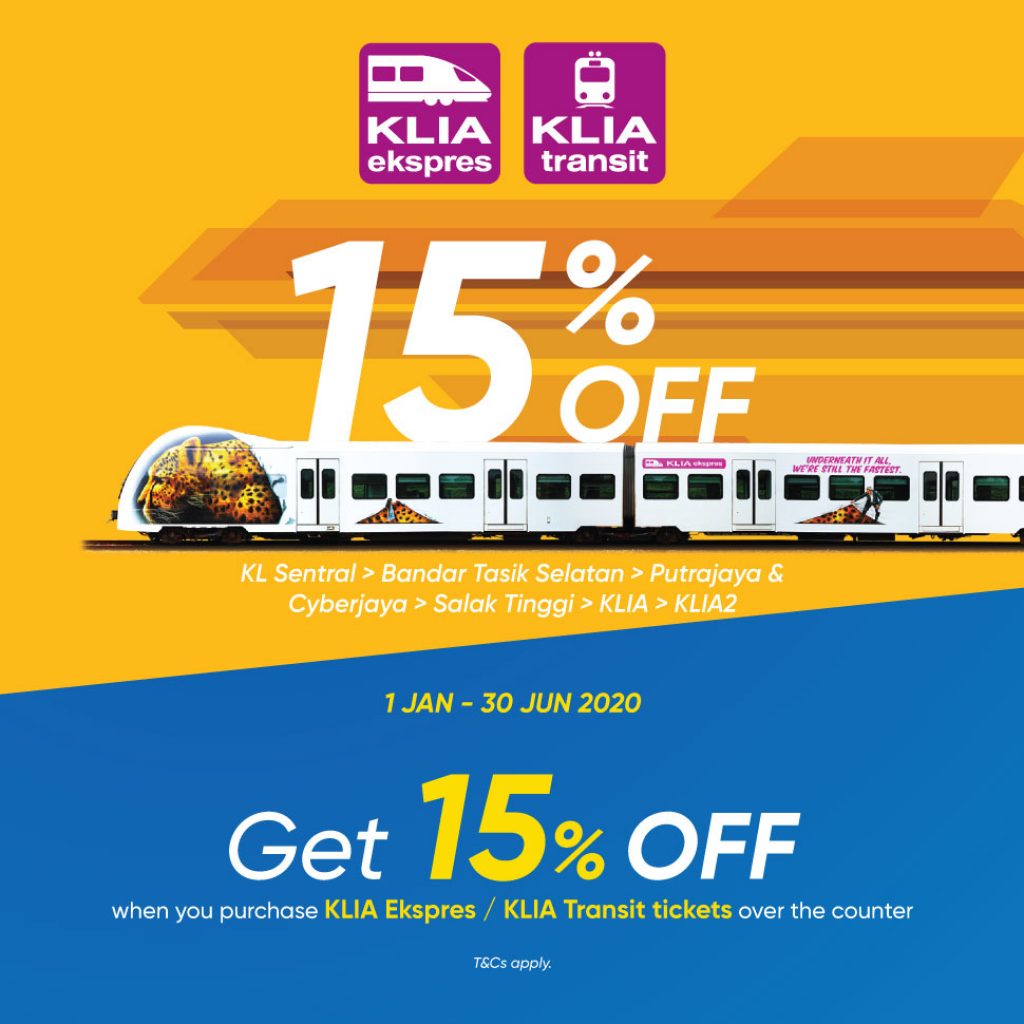 KLIA
ekspres
KLIA
transit
15%
OFF
KLIA ekspres
UNDERNEATH IT ALL,
WE'RE STILL THE FASTEST.
KL Sentral > Bandar Tasik Selatan > Putrajaya &
Cyberjaya > Salak Tinggi > KLIA > KLIA2
1 JAN - 30 JUN 2020
Get 15% OFF
when you purchase KLIA Ekspres / KLIA Transit tickets over the counter
T&Cs apply.